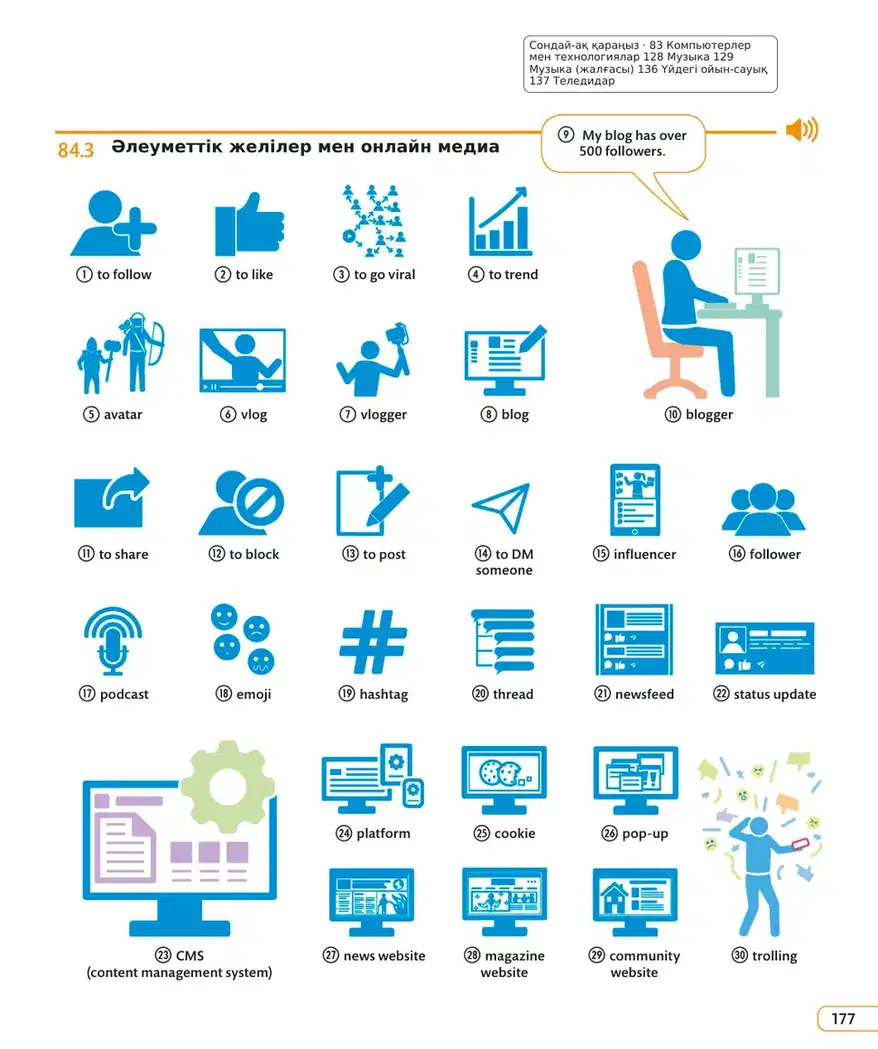 Сондай-ақ қараңыз · 83 Компьютерлер
мен технологиялар 128 Музыка 129
Музыка (жалғасы) 136 Үйдегі ойын-сауық
137 Теледидар
84.3 Әлеуметтік желілер мен онлайн медиа
⑨ My blog has over
500 followers.
① to follow
② to like
③ to go viral
④ to trend
⑤ avatar
⑥ vlog
⑦ vlogger
⑧ blog
⑩ blogger
⑪ to share
⑫ to block
⑬ to post
⑭ to DM
someone
⑮ influencer
⑯ follower
⑰ podcast
⑱ emoji
⑲ hashtag
⑳ thread
㉑ newsfeed
㉒ status update
㉓ CMS
(content management system)
㉔ platform
㉕ cookie
㉖ pop-up
㉗ news website
㉘ magazine
website
㉙ community
website
㉚ trolling
177